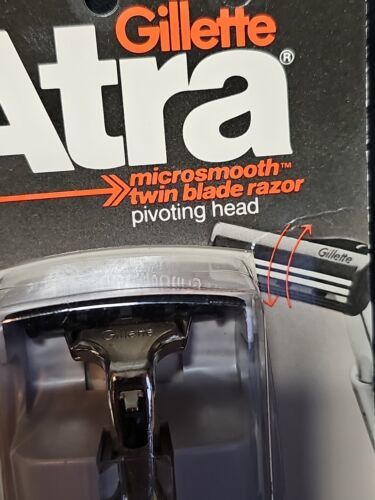 Gillette
Atra®
microsmooth™
twin blade razor
pivoting head
Gillette
Gillette